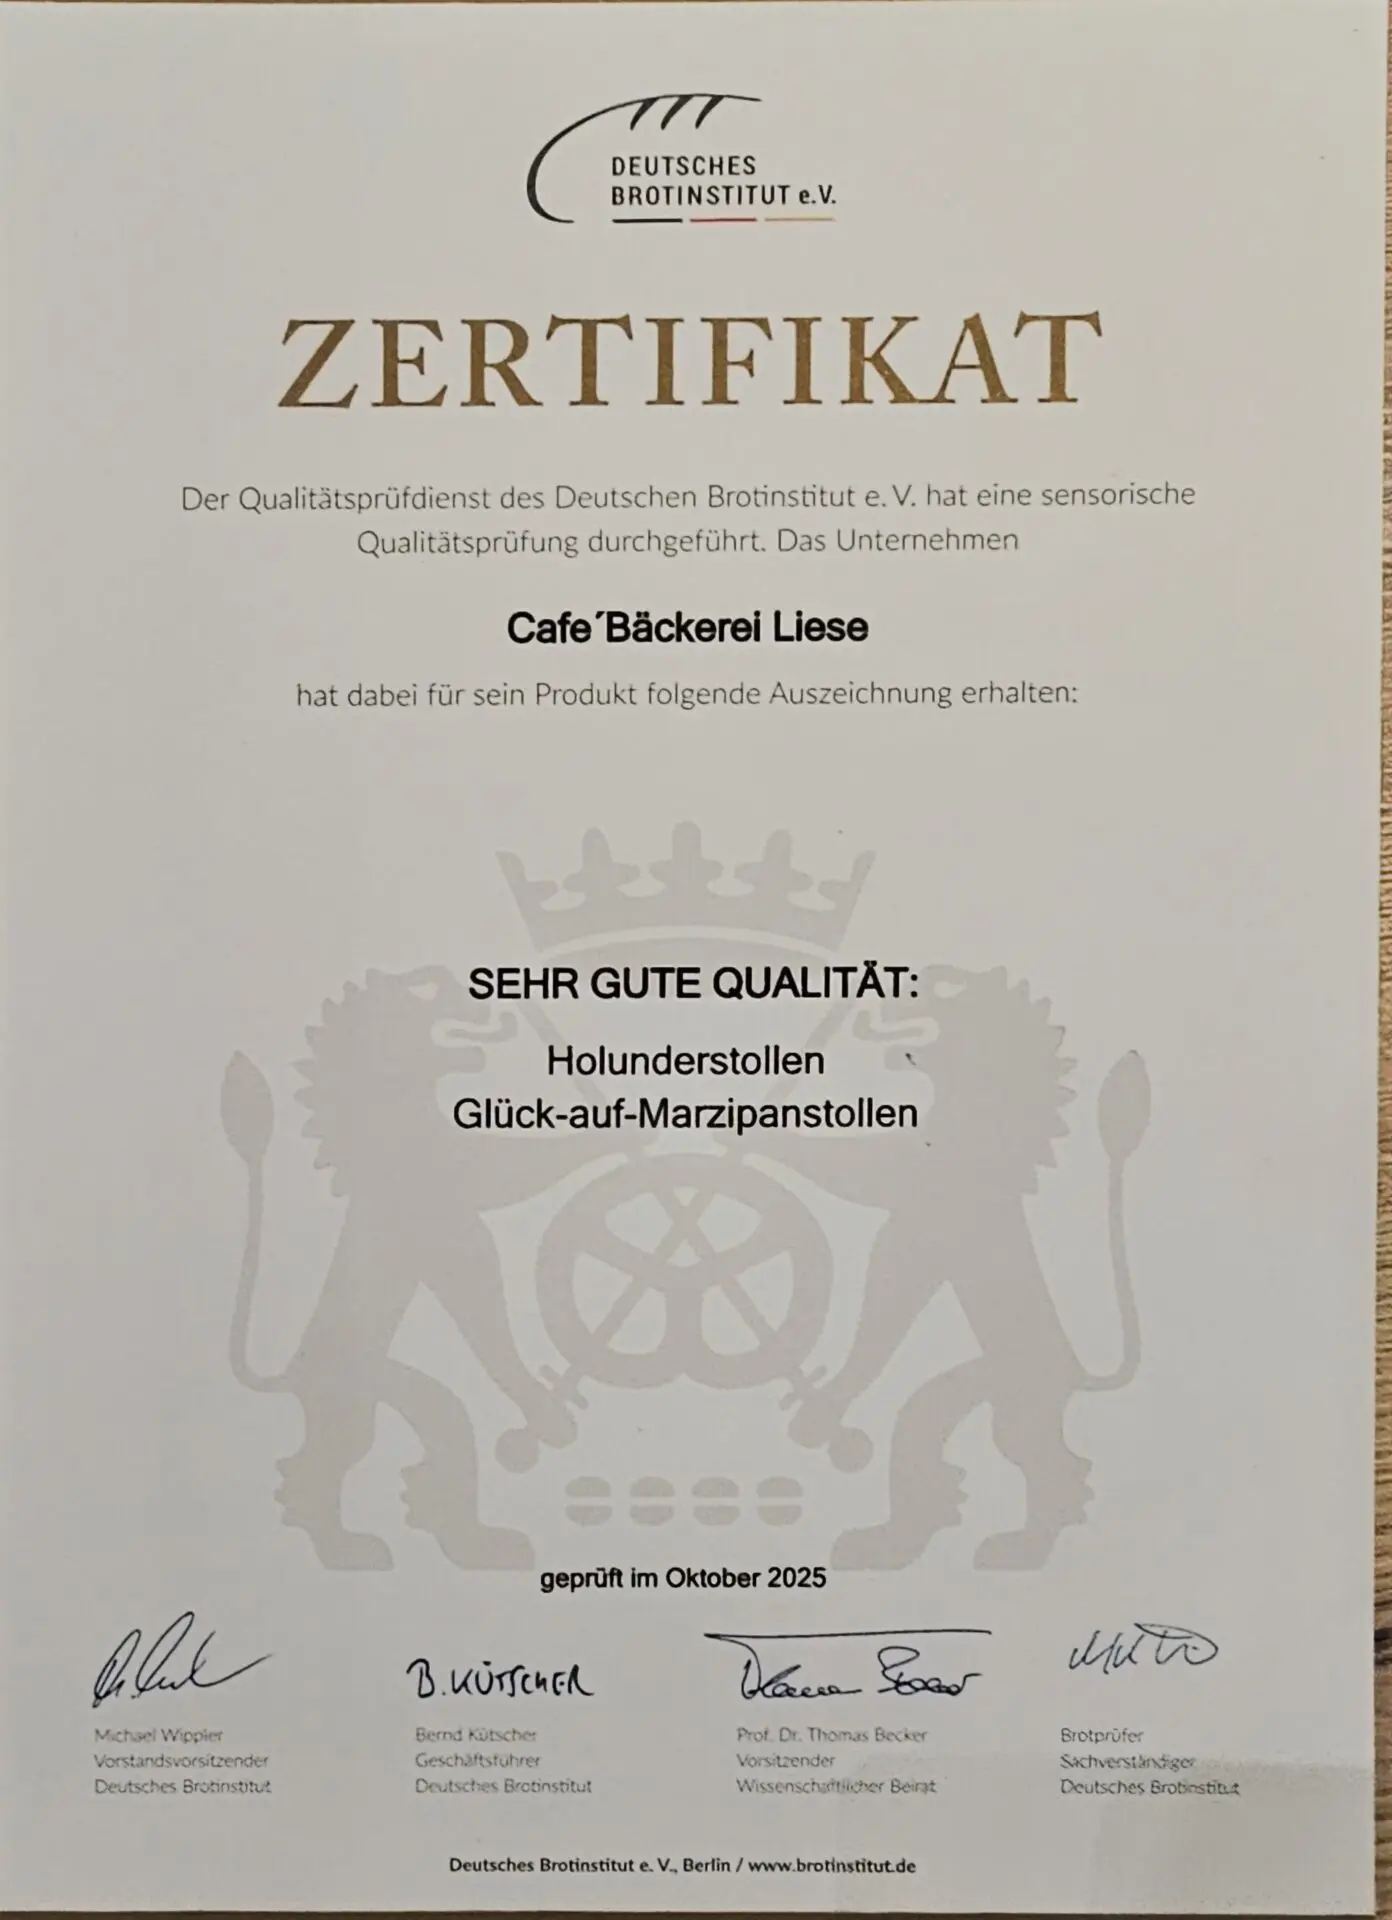 DEUTSCHES
BROTINSTITUT e.V.
ZERTIFIKAT
Der Qualitätsprüfdienst des Deutschen Brotinstitut e. V. hat eine sensorische
Qualitätsprüfung durchgeführt. Das Unternehmen
Cafe´Bäckerei Liese
hat dabei für sein Produkt folgende Auszeichnung erhalten:
SEHR GUTE QUALITÄT:
Holunderstollen
Glück-auf-Marzipanstollen
geprüft im Oktober 2025
B. KÜTSCHER
Michael Wippler
Vorstandsvorsitzender
Deutsches Brotinstitut
Bernd Kütscher
Geschäftsführer
Deutsches Brotinstitut
Prof. Dr. Thomas Becker
Vorsitzender
Wissenschaftlicher Beirat
Brotprüfer
Sachverständiger
Deutsches Brotinstitut
Deutsches Brotinstitut e. V., Berlin / www.brotinstitut.de